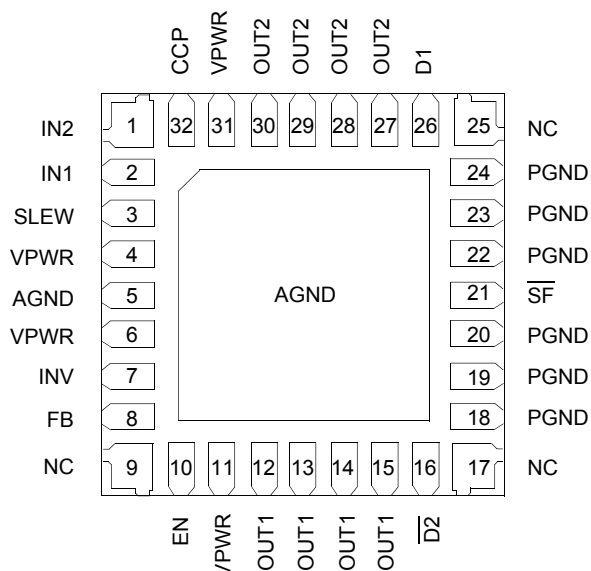 CCP VPWR OUT2 OUT2 OUT2 OUT2 D1
32 31 30 29 28 27 26
IN2 1 25 NC
IN1 2 24 PGND
SLEW 3 23 PGND
VPWR 4 22 PGND
AGND 5 AGND 21 S̅F̅
VPWR 6 20 PGND
INV 7 19 PGND
FB 8 18 PGND
NC 9 17 NC
10 11 12 13 14 15 16
EN VPWR OUT1 OUT1 OUT1 OUT1 D̅2̅